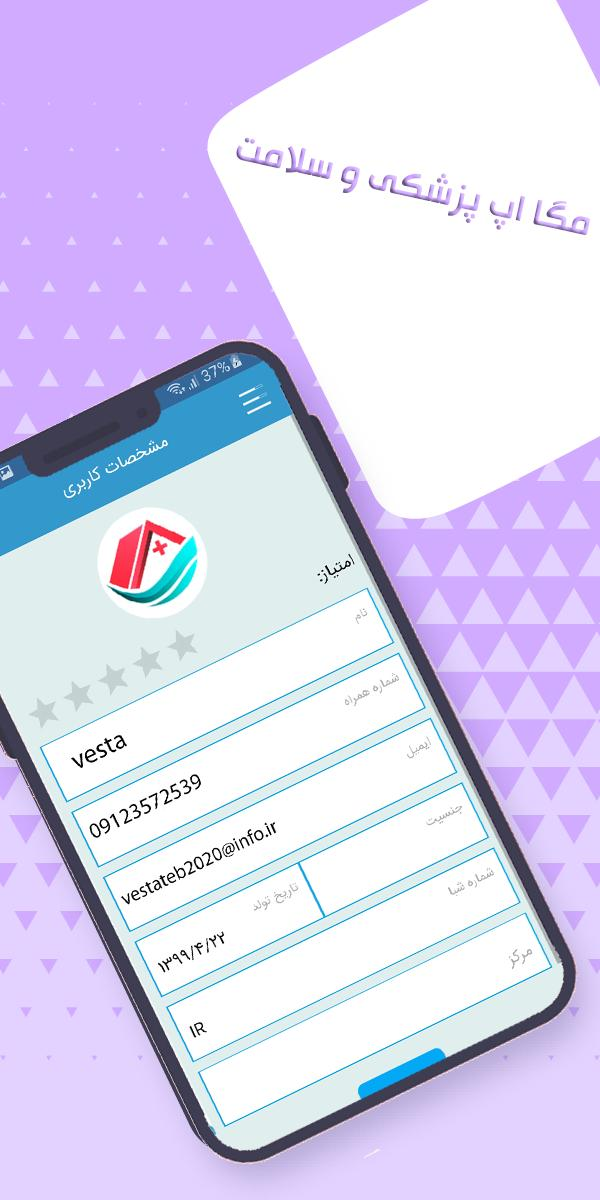 مگا اپ پزشکی و سلامت
37%
مشخصات کاربری
امتیاز:
نام
vesta
شماره همراه
09123572539
ایمیل
vestateb2020@info.ir
جنسیت
تاریخ تولد
۱۳۹۹/۴/۲۲
شماره شبا
IR
مرکز